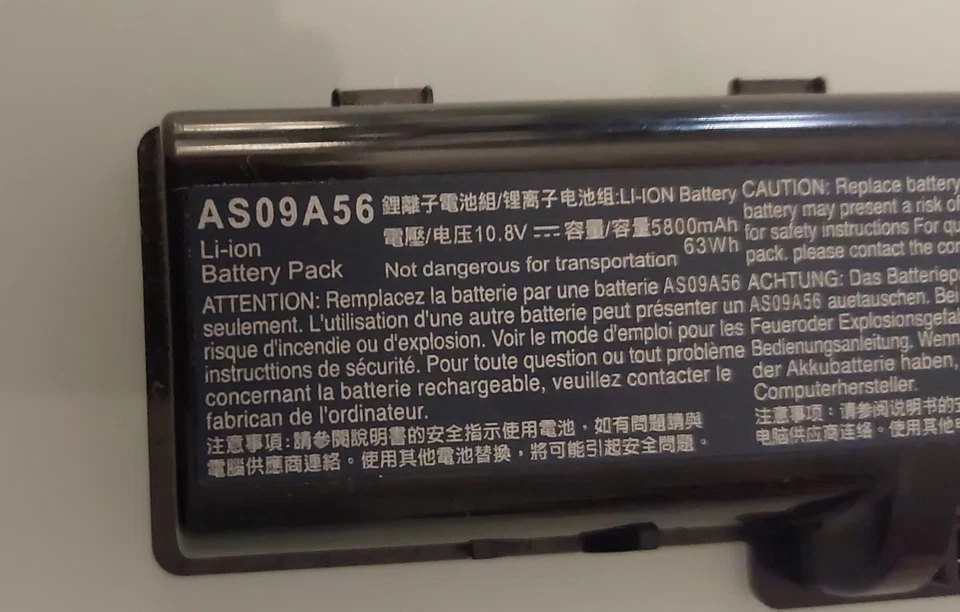 AS09A56
Li-ion
Battery Pack
鋰離子電池組/锂离子电池组:LI-ION Battery
電壓/电压10.8V ⎓ 容量/容量5800mAh
63Wh
Not dangerous for transportation
ATTENTION: Remplacez la batterie par une batterie AS09A56
seulement. L'utilisation d'une autre batterie peut présenter un
risque d'incendie ou d'explosion. Voir le mode d'emploi pour les
instructtions de sécurité. Pour toute question ou tout problème
concernant la batterie rechargeable, veuillez contacter le
fabrican de l'ordinateur.
注意事項:請參閱說明書的安全指示使用電池，如有問題請與
電腦供應商連絡。使用其他電池替換，將可能引起安全問題。
CAUTION: Replace battery
battery may present a risk of
for safety instructions For
pack. please contact the
ACHTUNG: Das
AS09A56 auetauschen.
Feueroder
Bedienungsanleitung. Wenn
der Akkubatterie haben,
Computerhersteller.
注意事项：请参阅说明书的
电脑供应商连络。使用其他